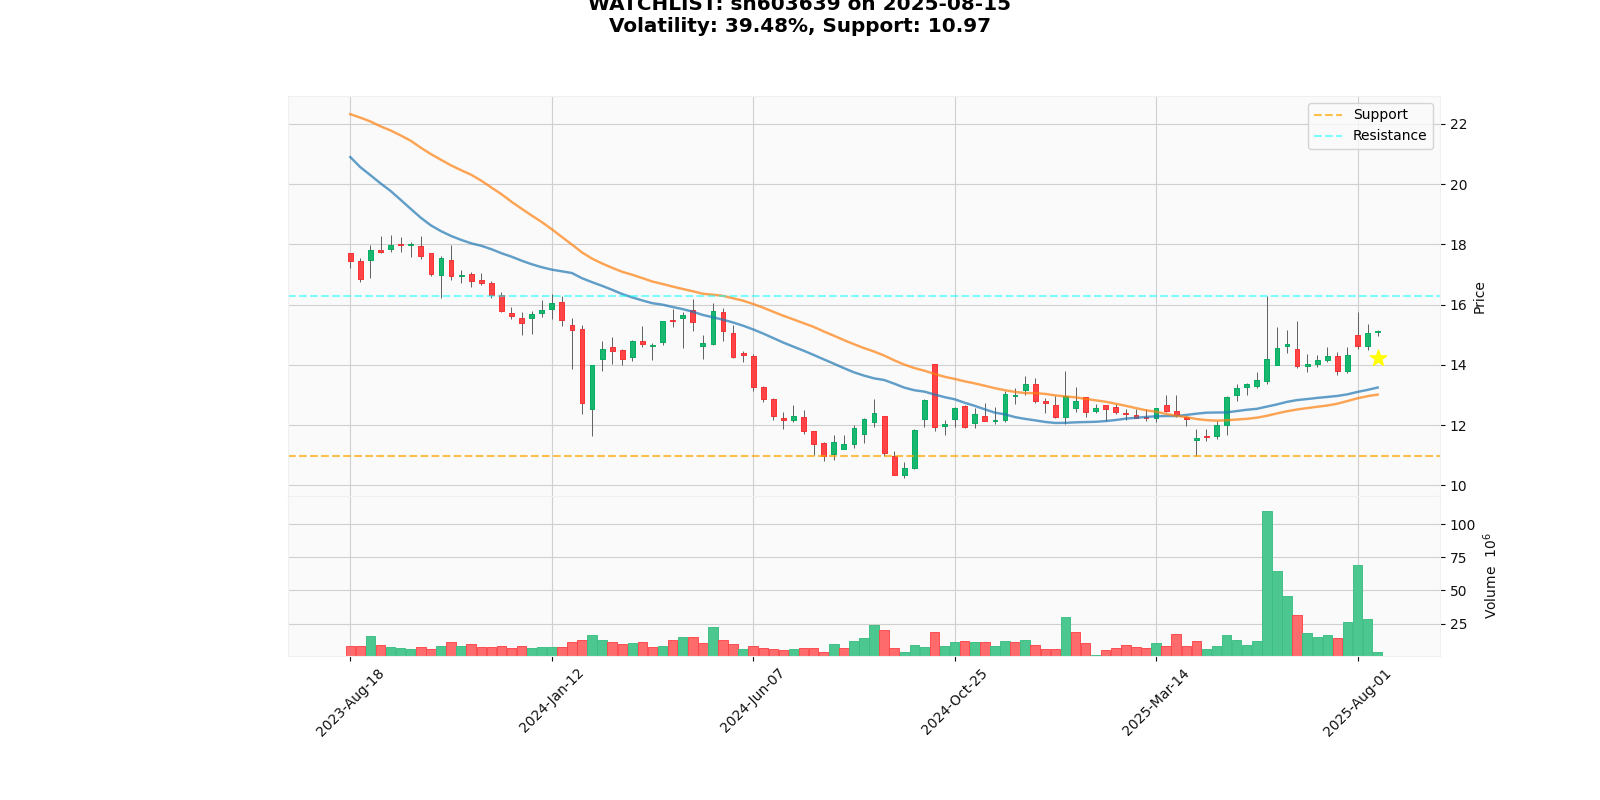 WATCHLIST: sh603639 on 2025-08-15
Volatility: 39.48%, Support: 10.97
Support
Resistance
22
20
18
16
14
12
10
Price
100
75
50
25
Volume 10⁶
2023-Aug-18
2024-Jan-12
2024-Jun-07
2024-Oct-25
2025-Mar-14
2025-Aug-01